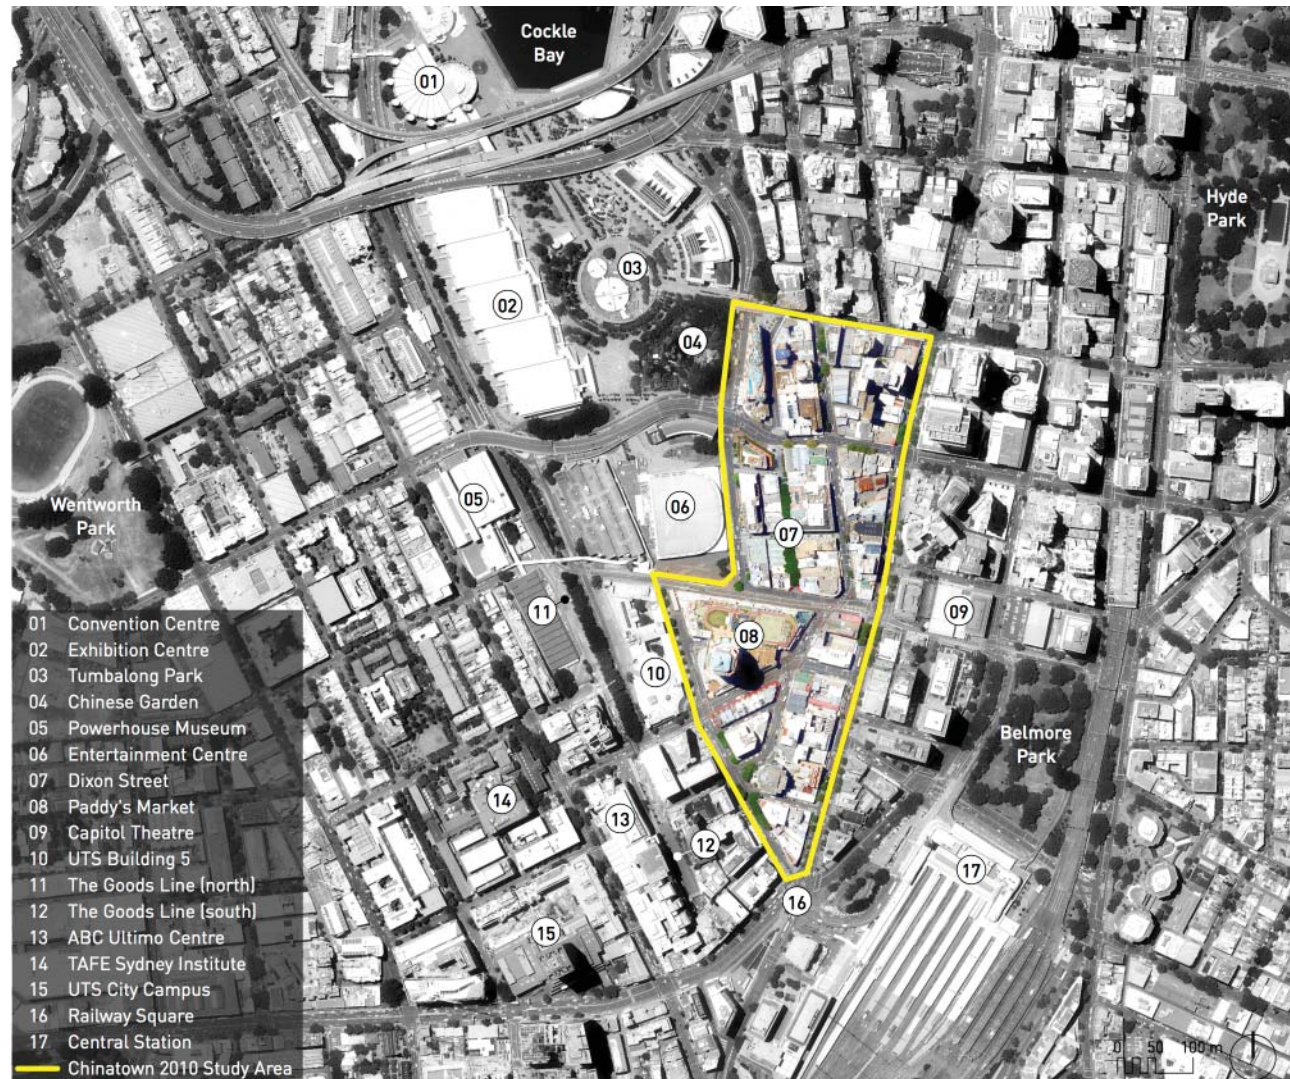 Cockle
Bay
01
Hyde
Park
03
02
04
05
Wentworth
Park
06
07
11
09
08
10
Belmore
Park
14
13
12
17
16
15
01 Convention Centre
02 Exhibition Centre
03 Tumbalong Park
04 Chinese Garden
05 Powerhouse Museum
06 Entertainment Centre
07 Dixon Street
08 Paddy's Market
09 Capitol Theatre
10 UTS Building 5
11 The Goods Line (north)
12 The Goods Line (south)
13 ABC Ultimo Centre
14 TAFE Sydney Institute
15 UTS City Campus
16 Railway Square
17 Central Station
Chinatown 2010 Study Area
0 50 100 m